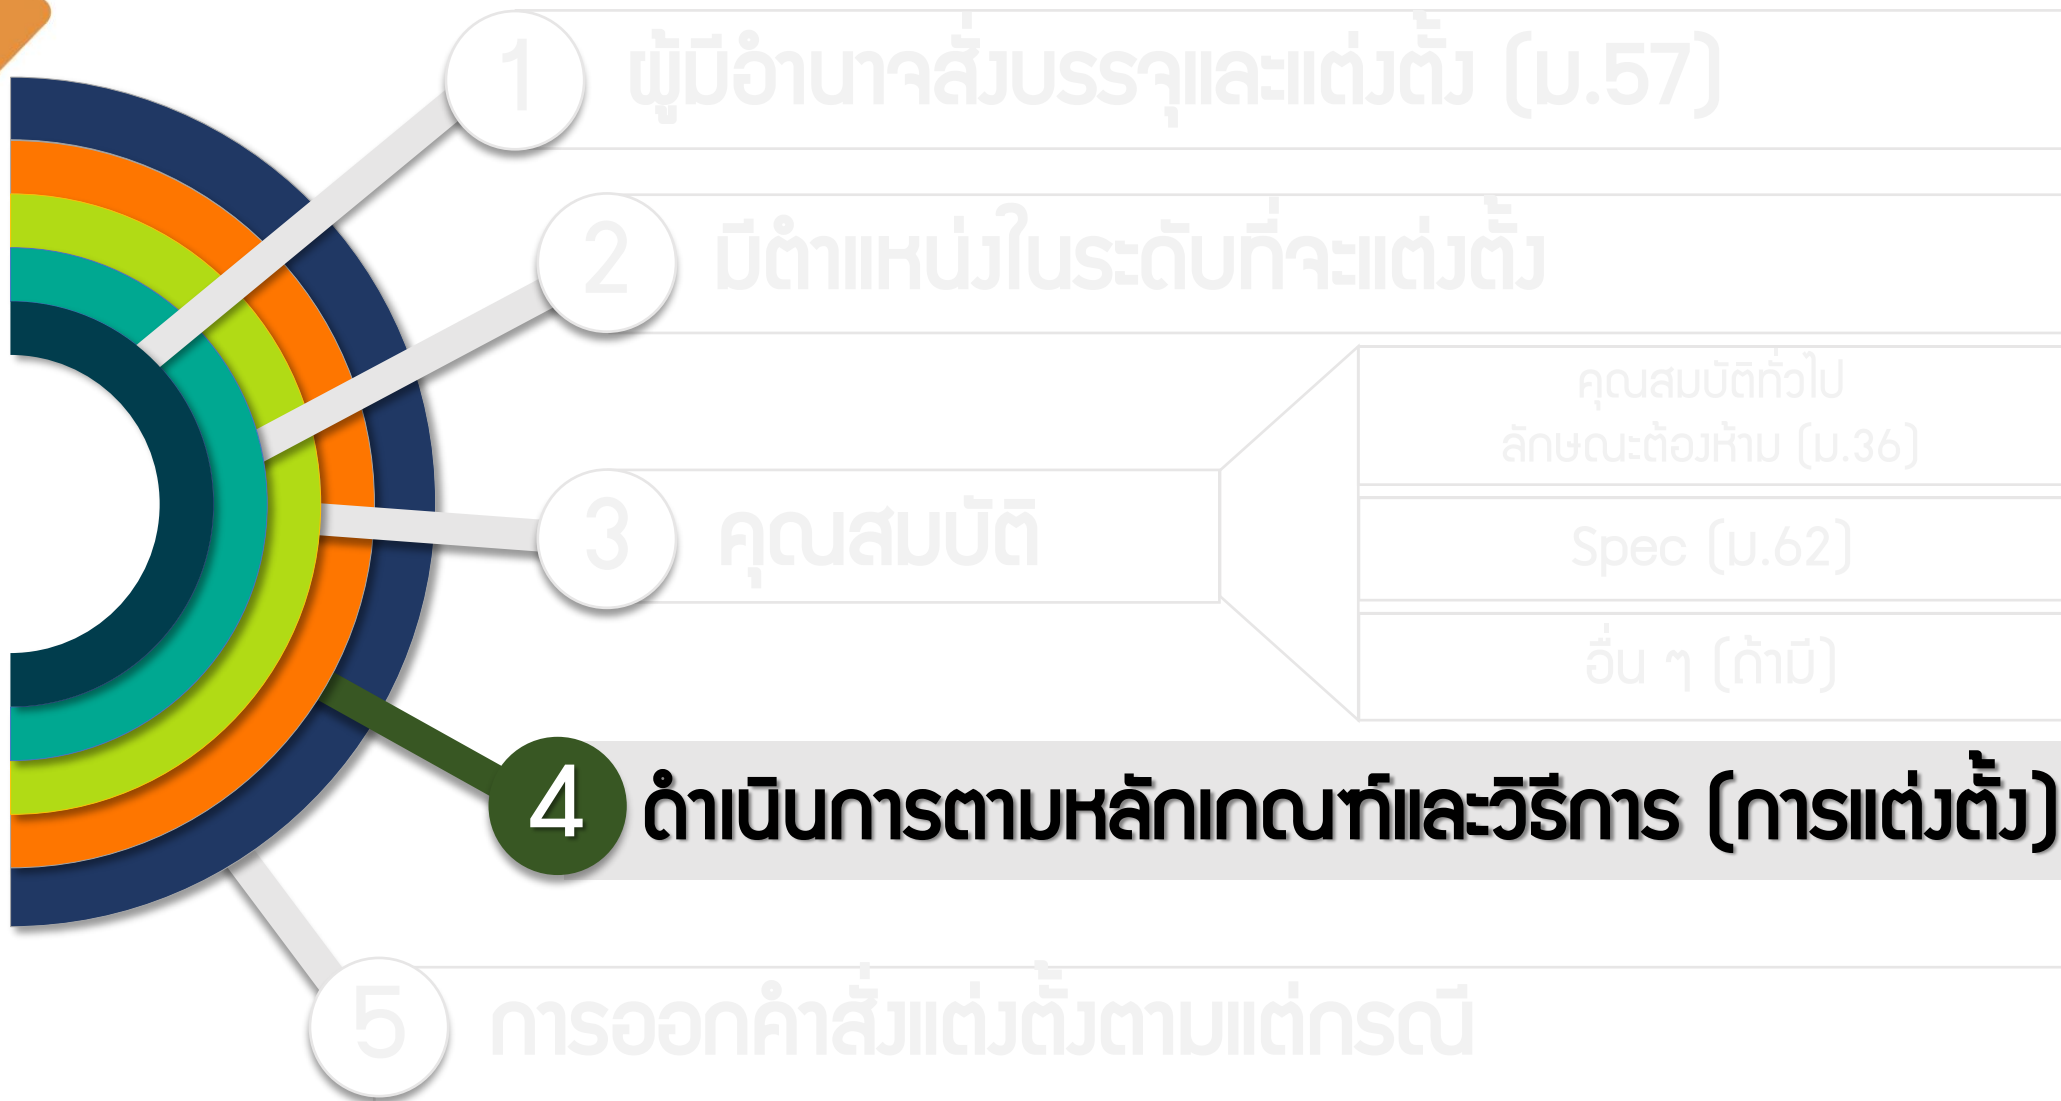 1 ผู้มีอำนาจสั่งบรรจุและแต่งตั้ง (ม.57)
2 มีตำแหน่งในระดับที่จะแต่งตั้ง
คุณสมบัติทั่วไป
ลักษณะต้องห้าม (ม.36)
3 คุณสมบัติ
Spec (ม.62)
อื่น ๆ (ถ้ามี)
4 ดำเนินการตามหลักเกณฑ์และวิธีการ (การแต่งตั้ง)
5 การออกคำสั่งแต่งตั้งตามแต่กรณี